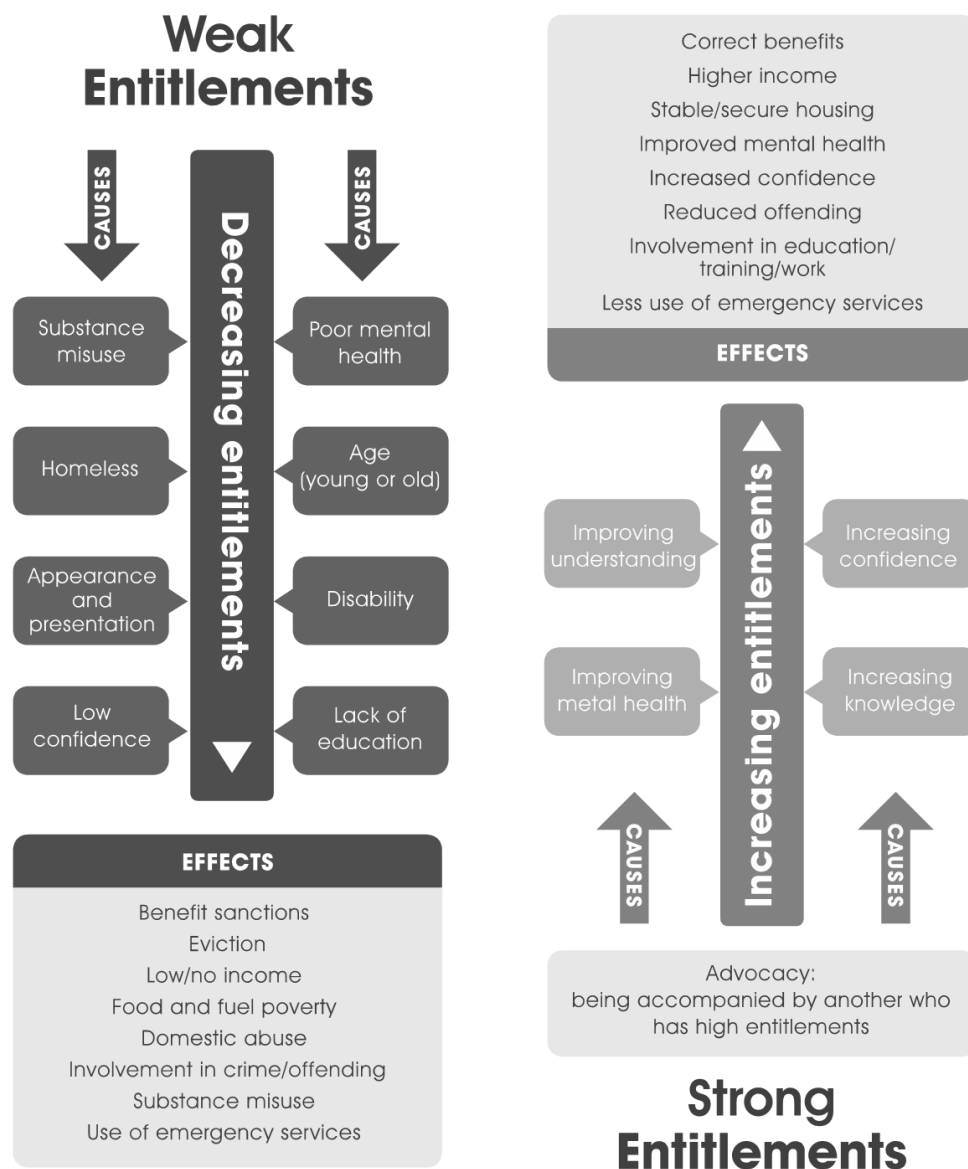 Weak
Entitlements
CAUSES
CAUSES
Decreasing entitlements
Substance
misuse
Poor mental
health
Homeless
Age
(young or old)
Appearance
and
presentation
Disability
Low
confidence
Lack of
education
EFFECTS
Benefit sanctions
Eviction
Low/no income
Food and fuel poverty
Domestic abuse
Involvement in crime/offending
Substance misuse
Use of emergency services
Correct benefits
Higher income
Stable/secure housing
Improved mental health
Increased confidence
Reduced offending
Involvement in education/
training/work
Less use of emergency services
EFFECTS
Increasing entitlements
Improving
understanding
Increasing
confidence
Improving
metal health
Increasing
knowledge
CAUSES
CAUSES
Advocacy:
being accompanied by another who
has high entitlements
Strong
Entitlements